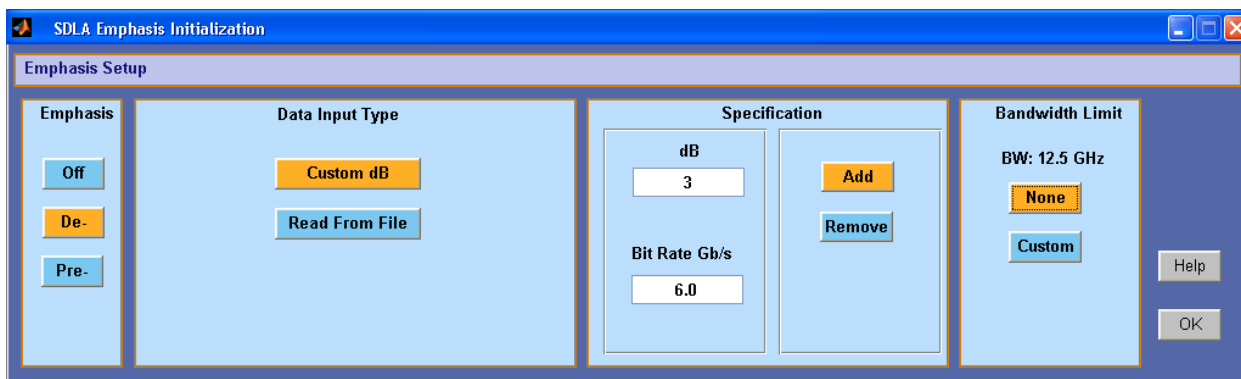 SDLA Emphasis Initialization
Emphasis Setup
Emphasis
Off
De-
Pre-
Data Input Type
Custom dB
Read From File
Specification
dB
3
Bit Rate Gb/s
6.0
Add
Remove
Bandwidth Limit
BW: 12.5 GHz
None
Custom
Help
OK